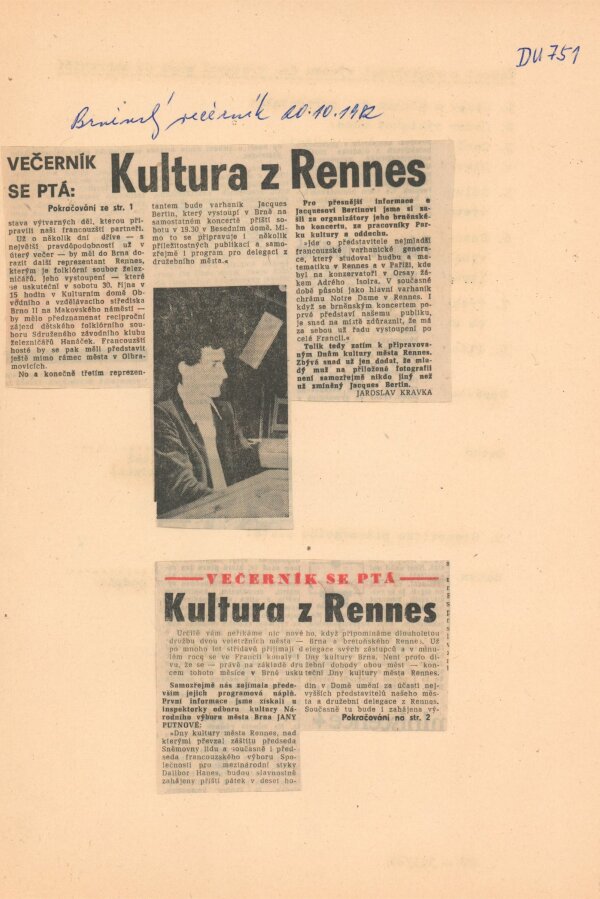 DU 751
Brněnský večerník 20.10.1982
VEČERNÍK
SE PTÁ:
Kultura z Rennes
Pokračování ze str. 1
stava výtvarných děl, kterou při-
pravili naši francouzští partneři.
Už o několik dní dříve — s
největší pravděpodobností už v
úterý večer — by měl do Brna do-
razit další reprezentant Rennes,
kterým je folklórní soubor želez-
ničářů. Jeho vystoupení — které
se uskuteční v sobotu 30. října v
15 hodin v Kulturním domě Ob-
vodního a vzdělávacího střediska
Brno II na Makovského náměstí —
by mělo předznamenat reciproční
zájezd dětského folklórního sou-
boru Sdruženého závodního klubu
železničářů Hanáček. Francouzští
hosté by se pak měli představit
ještě mimo rámec města v Olbra-
movicích.
No a konečně třetím reprezen-
tantem bude varhaník Jacques
Bertin, který vystoupí v Brně na
samostatném koncertě příští so-
botu v 19.30 v Besedním domě. Mi-
mo to se připravuje i několik
příležitostných publikací a samo-
zřejmě i program pro delegaci z
družebního města.«
Pro přesnější informace o
Jacquesovi Bertinovi jsme si za-
šli za organizátory jeho brněnské-
ho koncertu, za pracovníky Par-
ku kultury a oddechu.
»Jde o představitele nejmladší
francouzské varhanické genera-
ce, který studoval hudbu a ma-
tematiku v Rennes a v Paříži, kde
byl na konzervatoři v Orsay žá-
kem Adrého Isoira. V současné
době působí jako hlavní varhaník
chrámu Notre Dame v Rennes. I
když se brněnským koncertem po-
prvé představí našemu publiku,
je snad na místě zdůraznit, že má
za sebou už řadu vystoupení po
celé Francii.«
Tolik tedy zatím k připravova-
ným Dnům kultury města Rennes.
Zbývá snad už jen dodat, že mla-
dý muž na přiložené fotografii
není samozřejmě nikdo jiný než
už zmíněný Jacques Bertin.
JAROSLAV KRAVKA
VEČERNÍK SE PTÁ
Kultura z Rennes
Určitě vám neříkáme nic nové ho, když připomínáme dlouholetou
družbu dvou veletržních měst — Brna a bretoňského Rennes. Už
po mnoho let střídavě přijímají delegace svých zástupců a v minu-
lém roce se ve Francii konaly i Dny kultury Brna. Není proto di-
vu, že se — právě na základě dru žební dohody obou měst — kon-
cem tohoto měsíce v Brně usku teční Dny kultury města Rennes.
Samozřejmě nás zajímala přede-
vším jejich programová náplň.
První informace jsme získali u
inspektorky odboru kultury Ná-
rodního výboru města Brna JANY
PUTNOVÉ:
»Dny kultury města Rennes, nad
kterými převzal záštitu předseda
Sněmovny lidu a současně i před-
seda francouzského výboru Spo-
lečnosti pro mezinárodní styky
Dalibor Hanes, budou slavnostně
zahájeny příští pátek v deset ho-
din v Domě umění za účasti nej-
vyšších představitelů našeho mě-
sta a družební delegace z Rennes.
Současně tu bude i zahájena vý-
Pokračování na str. 2